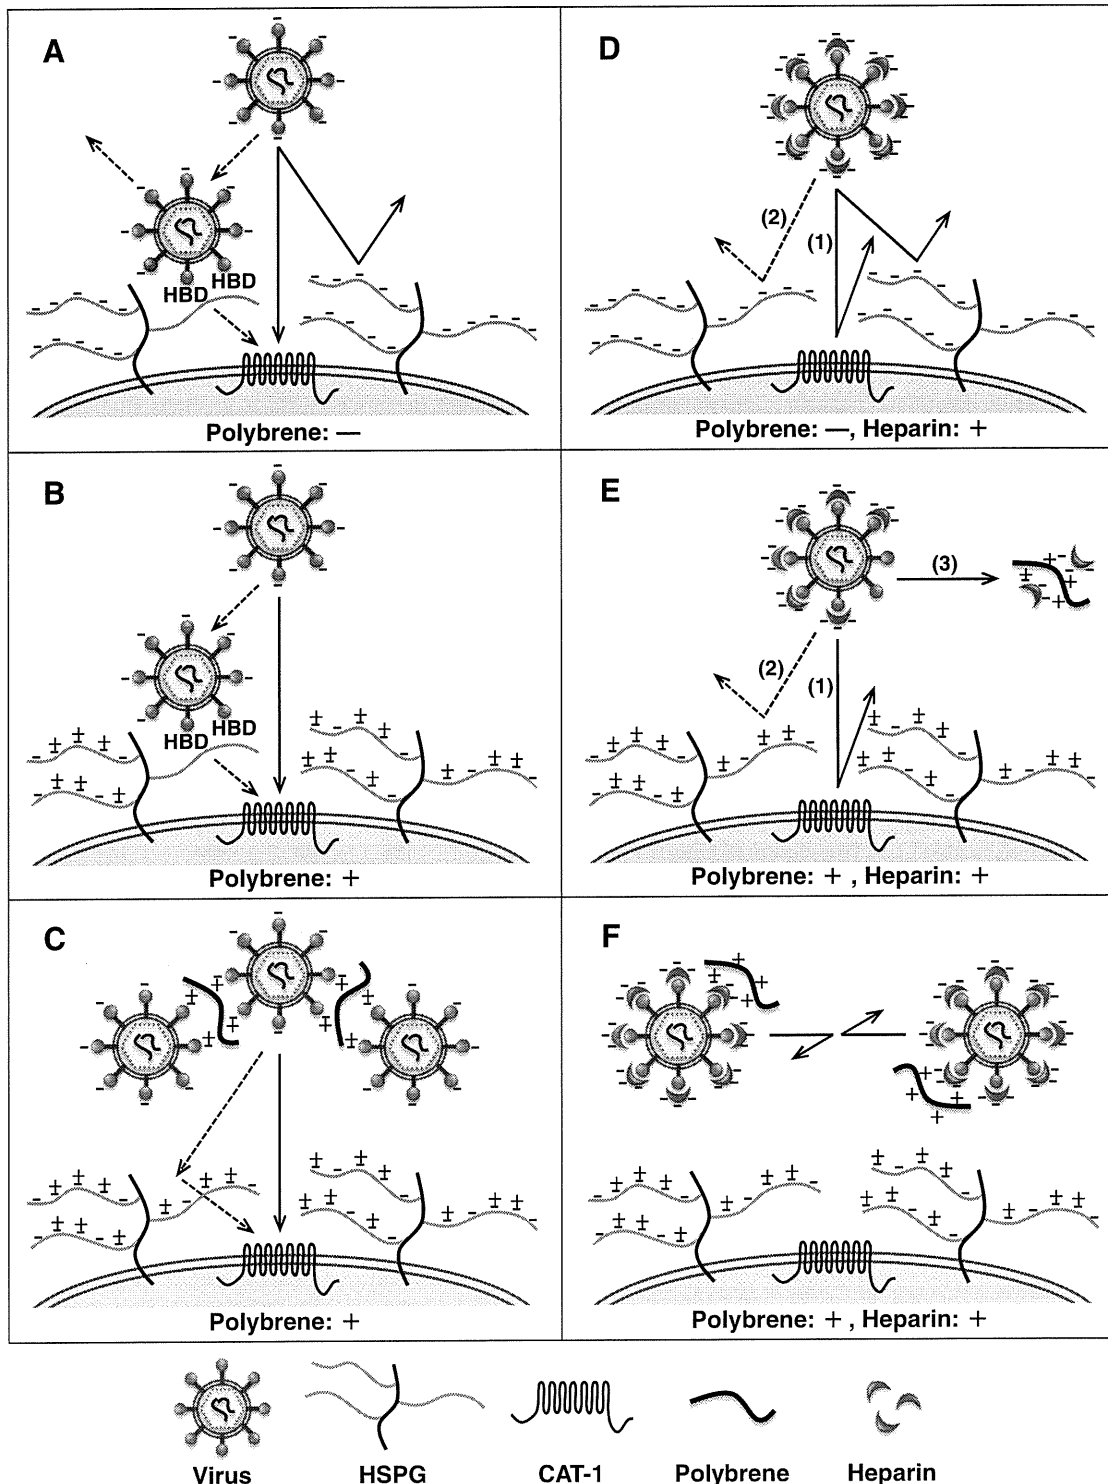 A
HBD
HBD
Polybrene: —
D
(2)
(1)
Polybrene: —, Heparin: +
B
HBD
HBD
Polybrene: +
E
(3)
(2)
(1)
Polybrene: + , Heparin: +
C
Polybrene: +
F
Polybrene: + , Heparin: +
Virus
HSPG
CAT-1
Polybrene
Heparin